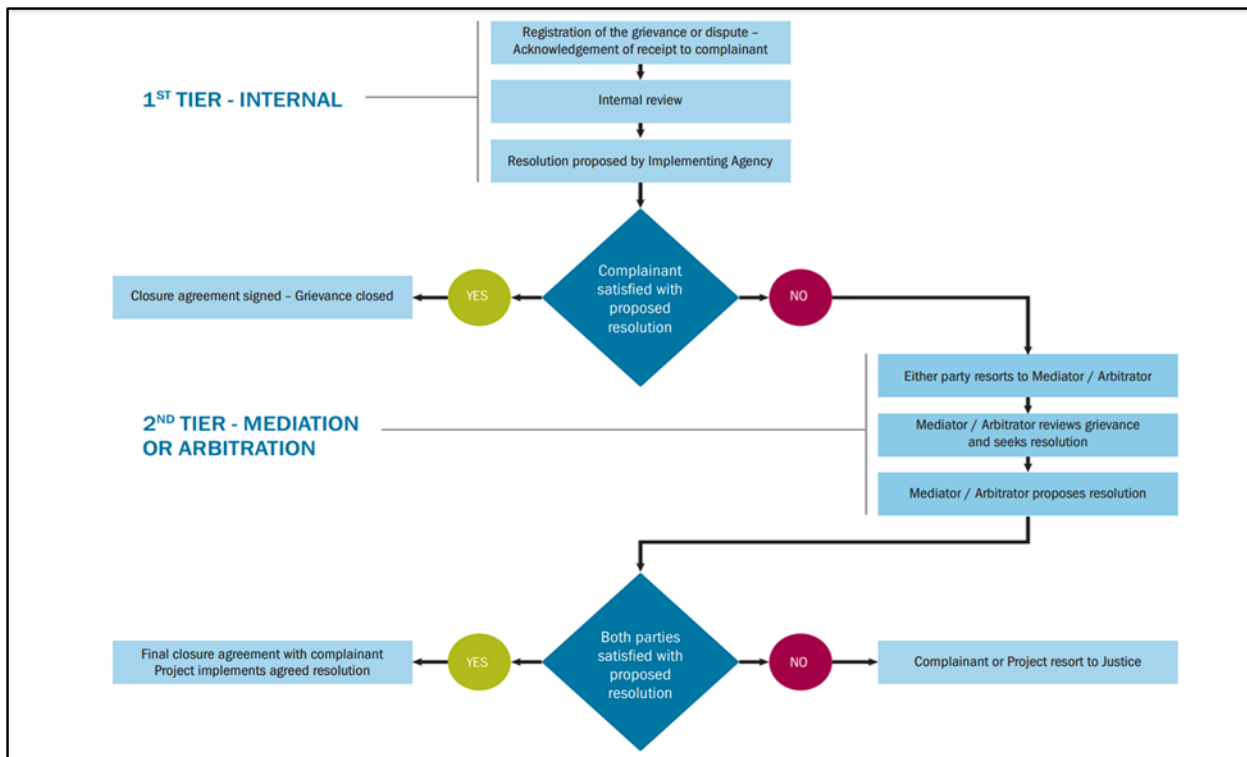 Registration of the grievance or dispute –
Acknowledgement of receipt to complainant
1ST TIER - INTERNAL
Internal review
Resolution proposed by Implementing Agency
Complainant
satisfied with
proposed
resolution
YES
NO
Closure agreement signed – Grievance closed
Either party resorts to Mediator / Arbitrator
2ND TIER - MEDIATION
OR ARBITRATION
Mediator / Arbitrator reviews grievance
and seeks resolution
Mediator / Arbitrator proposes resolution
Both parties
satisfied with
proposed
resolution
YES
NO
Final closure agreement with complainant
Project implements agreed resolution
Complainant or Project resort to Justice